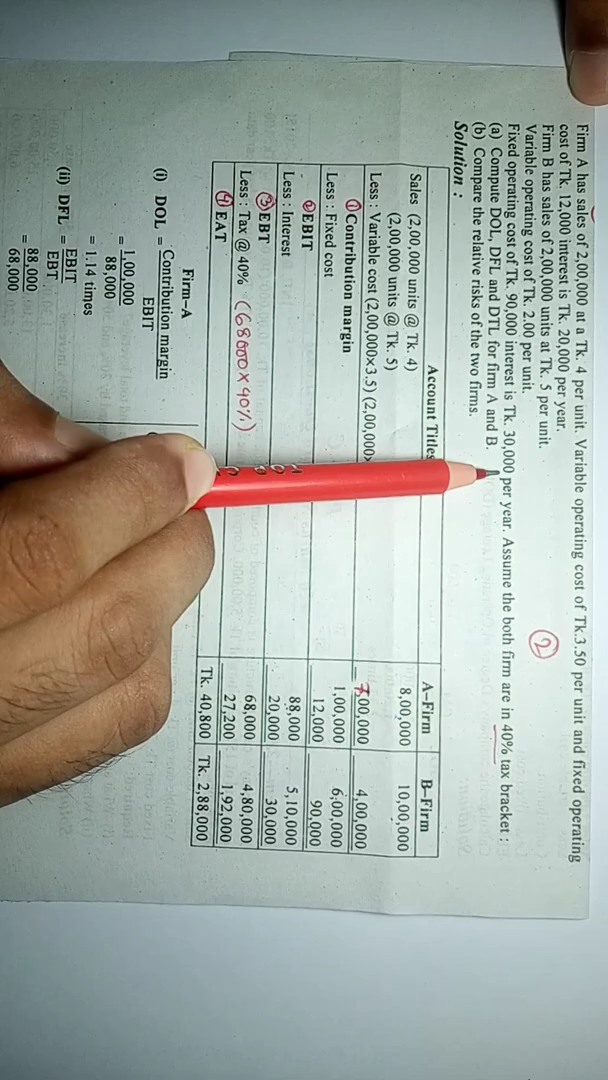 Firm A has sales of 2,00,000 at a Tk. 4 per unit. Variable operating cost of Tk.3.50 per unit and fixed operating
cost of Tk. 12,000 interest is Tk. 20,000 per year.
Firm B has sales of 2,00,000 units at Tk. 5 per unit.
Variable operating cost of Tk. 2.00 per unit.
Fixed operating cost of Tk. 90,000 interest is Tk. 30,000 per year. Assume the both firm are in 40% tax bracket :
(a) Compute DOL, DFL and DTL for firm A and B.
(b) Compare the relative risks of the two firms.
2
Solution :
Account Titles A-Firm B-Firm
Sales (2,00,000 units @ Tk. 4) 8,00,000 10,00,000
(2,00,000 units @ Tk. 5)
Less : Variable cost (2,00,000×3.5) (2,00,000× 7,00,000 4,00,000
① Contribution margin 1,00,000 6,00,000
Less : Fixed cost 12,000 90,000
② EBIT 88,000 5,10,000
Less : Interest 20,000 30,000
③ EBT 68,000 4,80,000
Less : Tax @ 40% (68000×40%) 27,200 1,92,000
④ EAT Tk. 40,800 Tk. 2,88,000
Firm–A
(i) DOL = Contribution margin
EBIT
= 1,00,000
88,000
= 1.14 times
(ii) DFL = EBIT
EBT
= 88,000
68,000